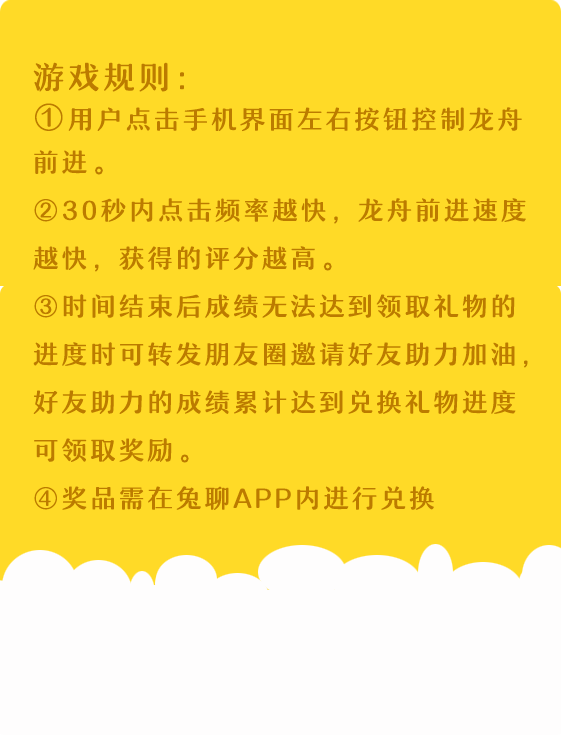 游戏规则：
①用户点击手机界面左右按钮控制龙舟
前进。
②30秒内点击频率越快，龙舟前进速度
越快，获得的评分越高。
③时间结束后成绩无法达到领取礼物的
进度时可转发朋友圈邀请好友助力加油，
好友助力的成绩累计达到兑换礼物进度
可领取奖励。
④奖品需在兔聊APP内进行兑换